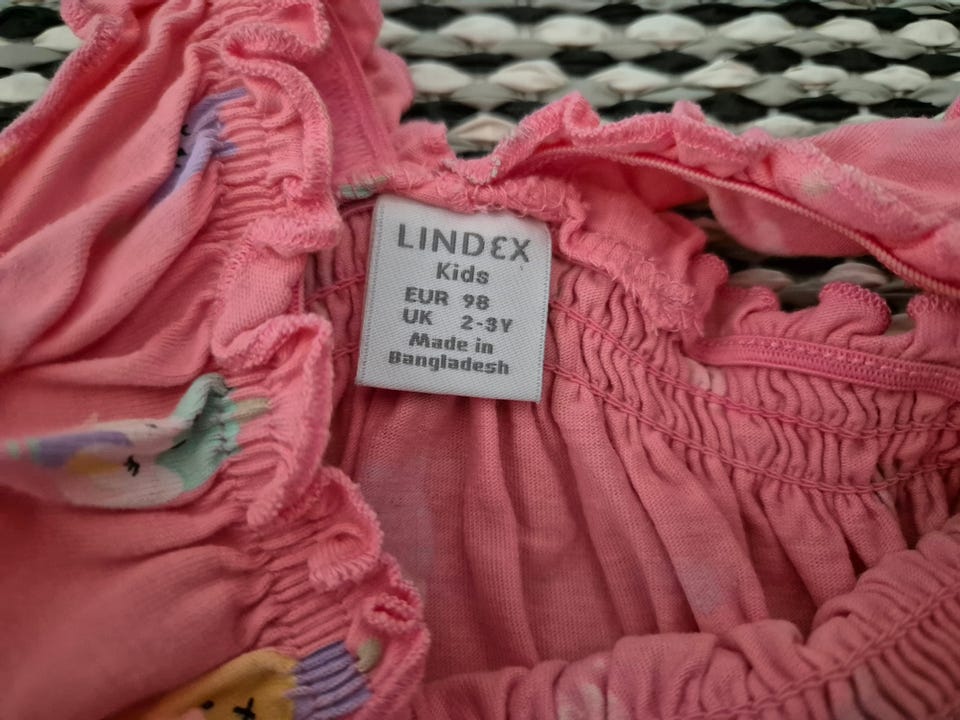 LINDEX
Kids
EUR 98
UK 2-3Y
Made in
Bangladesh